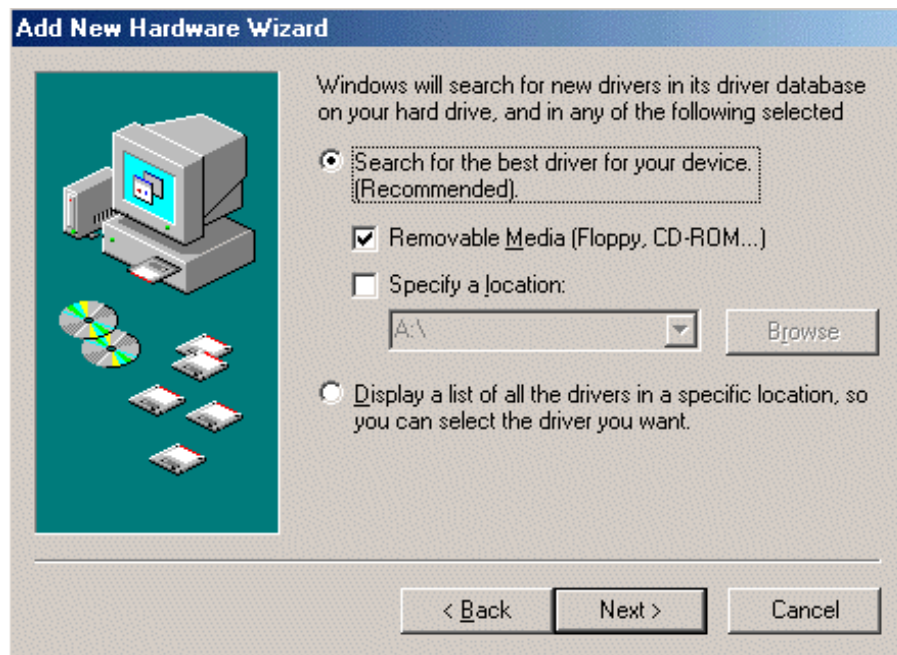 Add New Hardware Wizard
Windows will search for new drivers in its driver database
on your hard drive, and in any of the following selected
Search for the best driver for your device.
(Recommended).
Removable Media (Floppy, CD-ROM...)
Specify a location:
A:\
Browse
Display a list of all the drivers in a specific location, so
you can select the driver you want.
< Back
Next >
Cancel